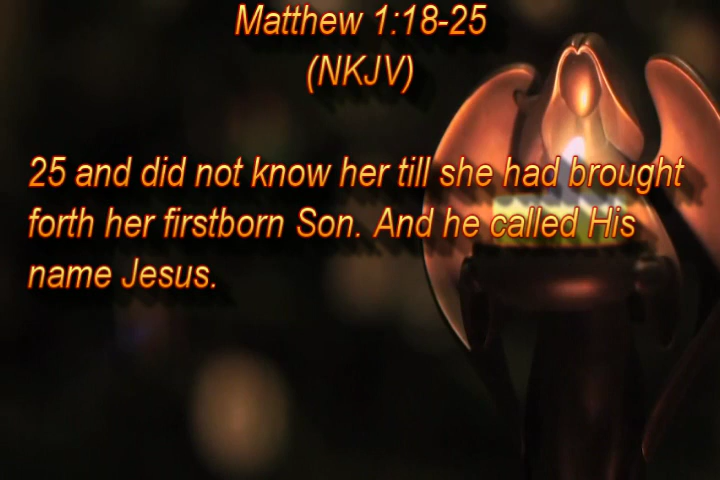 Matthew 1:18-25
(NKJV)
25 and did not know her till she had brought
forth her firstborn Son. And he called His
name Jesus.